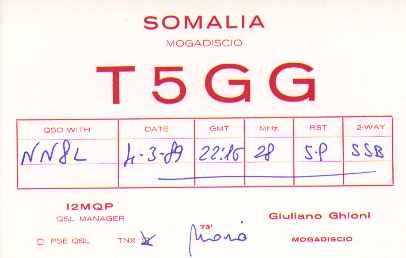 SOMALIA
MOGADISCIO
T5GG
QSO WITH DATE GMT MHz. RST 2-WAY
NN8L 4-3-89 22:16 28 5.9 SSB
I2MQP Giuliano Ghioni
QSL MANAGER
73'
PSE QSL TNX MOGADISCIO
Mario